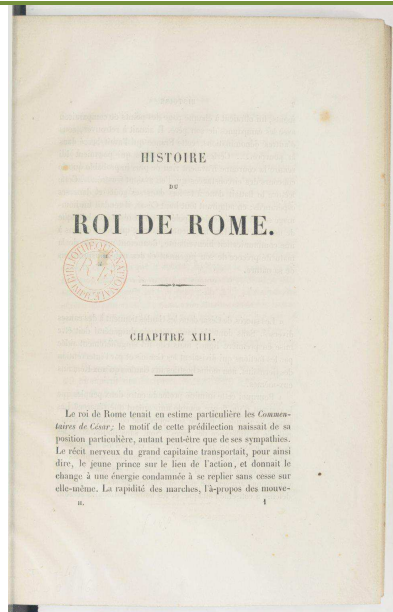 HISTOIRE
DU
ROI DE ROME.
CHAPITRE XIII.
Le roi de Rome tenait en estime particulière les Commen-
taires de César; le motif de cette prédilection naissait de sa
position particulière, autant peut-être que de ses sympathies.
Le récit nerveux du grand capitaine transportait, pour ainsi
dire, le jeune prince sur le lieu de l'action, et donnait le
change à une énergie condamnée à se replier sans cesse sur
elle-même. La rapidité des marches, l'à-propos des mouve-
II. 1